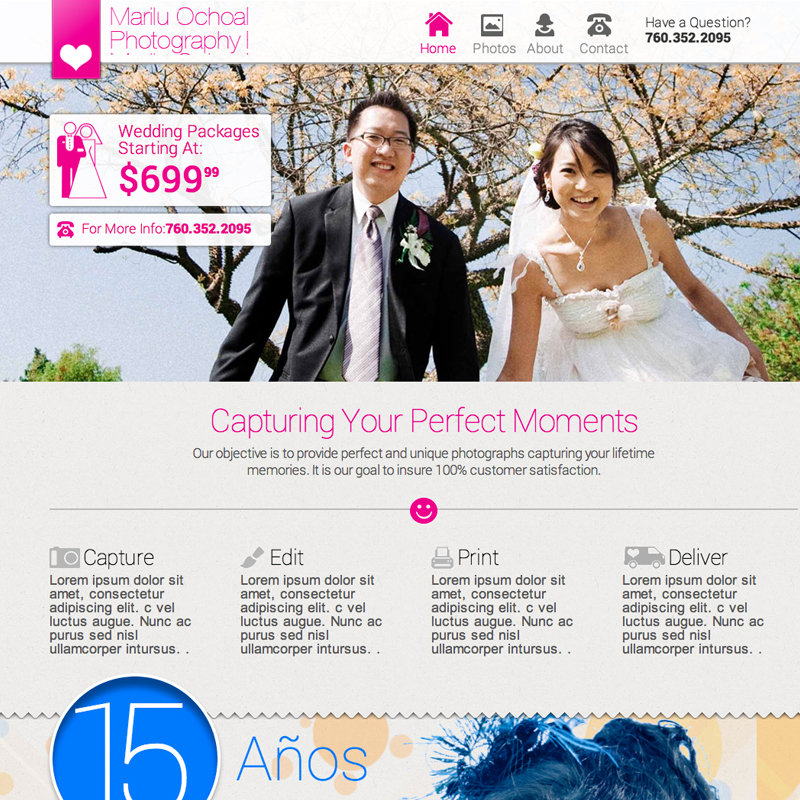 Marilu Ochoal
Photography |
Home
Photos
About
Contact
Have a Question?
760.352.2095
Wedding Packages
Starting At:
$699 99
For More Info:760.352.2095
Capturing Your Perfect Moments
Our objective is to provide perfect and unique photographs capturing your lifetime
memories. It is our goal to insure 100% customer satisfaction.
Capture
Lorem ipsum dolor sit
amet, consectetur
adipiscing elit. c vel
luctus augue. Nunc ac
purus sed nisl
ullamcorper intursus. .
Edit
Lorem ipsum dolor sit
amet, consectetur
adipiscing elit. c vel
luctus augue. Nunc ac
purus sed nisl
ullamcorper intursus. .
Print
Lorem ipsum dolor sit
amet, consectetur
adipiscing elit. c vel
luctus augue. Nunc ac
purus sed nisl
ullamcorper intursus. .
Deliver
Lorem ipsum dolor sit
amet, consectetur
adipiscing elit. c vel
luctus augue. Nunc ac
purus sed nisl
ullamcorper intursus. .
15
Años